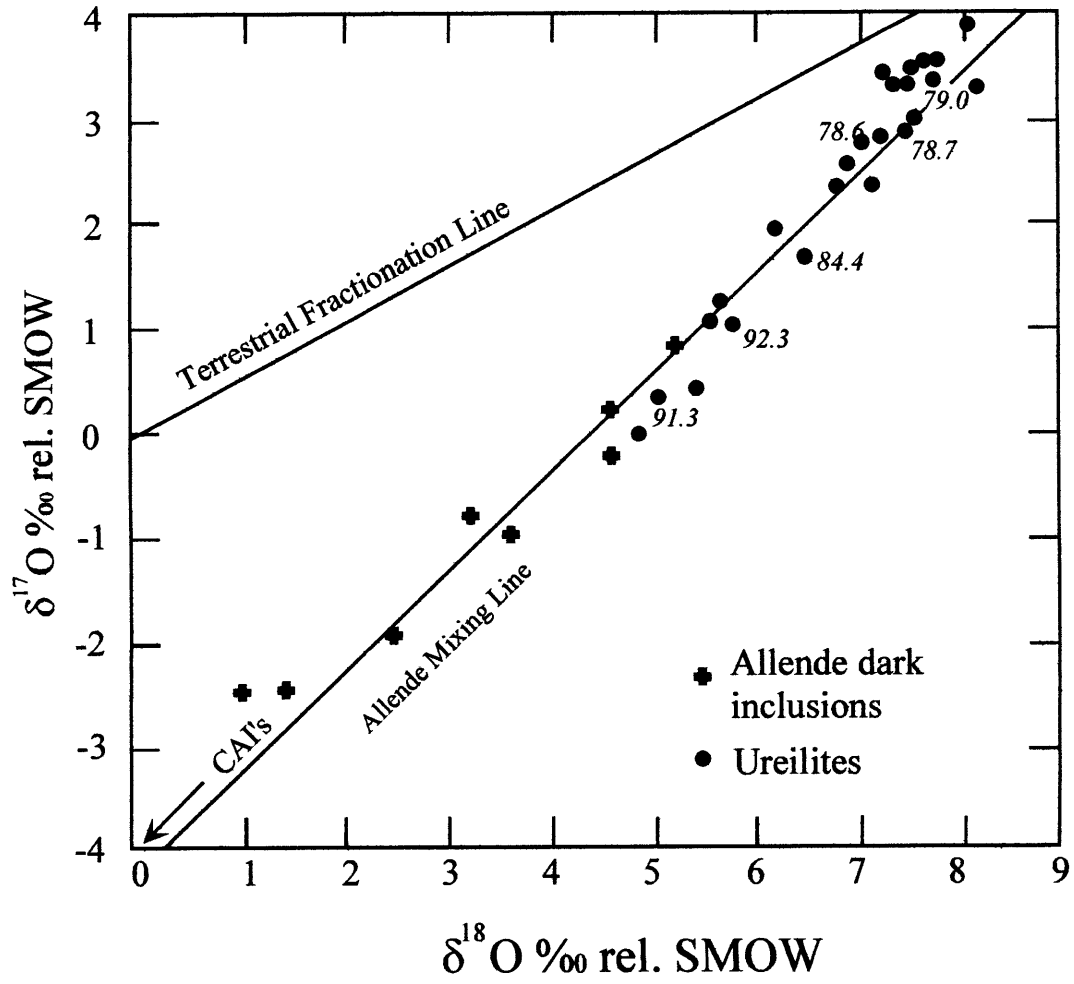 4
3
2
1
0
-1
-2
-3
-4
δ¹⁷O ‰ rel. SMOW
Terrestrial Fractionation Line
79.0
78.6
78.7
84.4
92.3
91.3
Allende Mixing Line
CAI's
Allende dark
inclusions
Ureilites
0 1 2 3 4 5 6 7 8 9
δ¹⁸O ‰ rel. SMOW